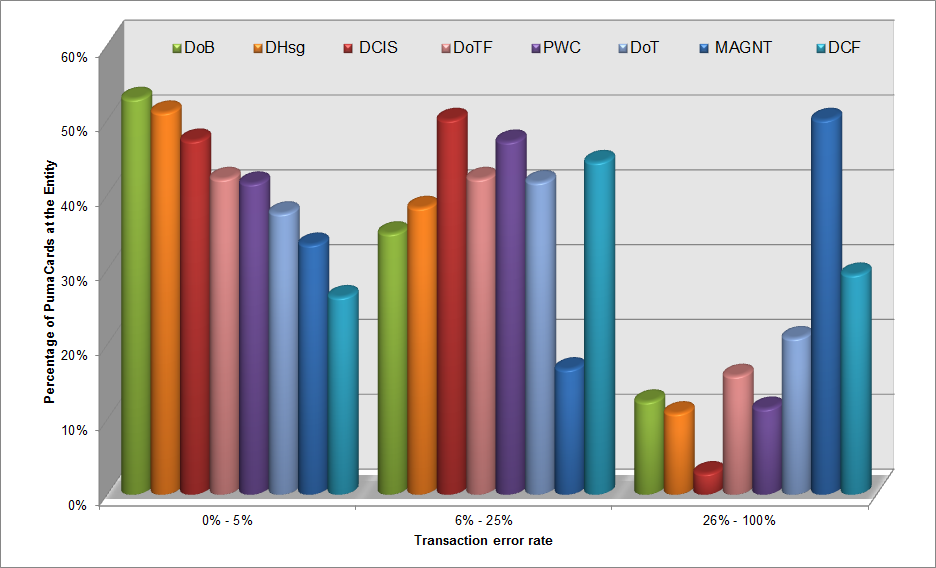 DoB DHsg DCIS DoTF PWC DoT MAGNT DCF
60%
50%
40%
30%
20%
10%
0%
Percentage of PumaCards at the Entity
0% - 5% 6% - 25% 26% - 100%
Transaction error rate